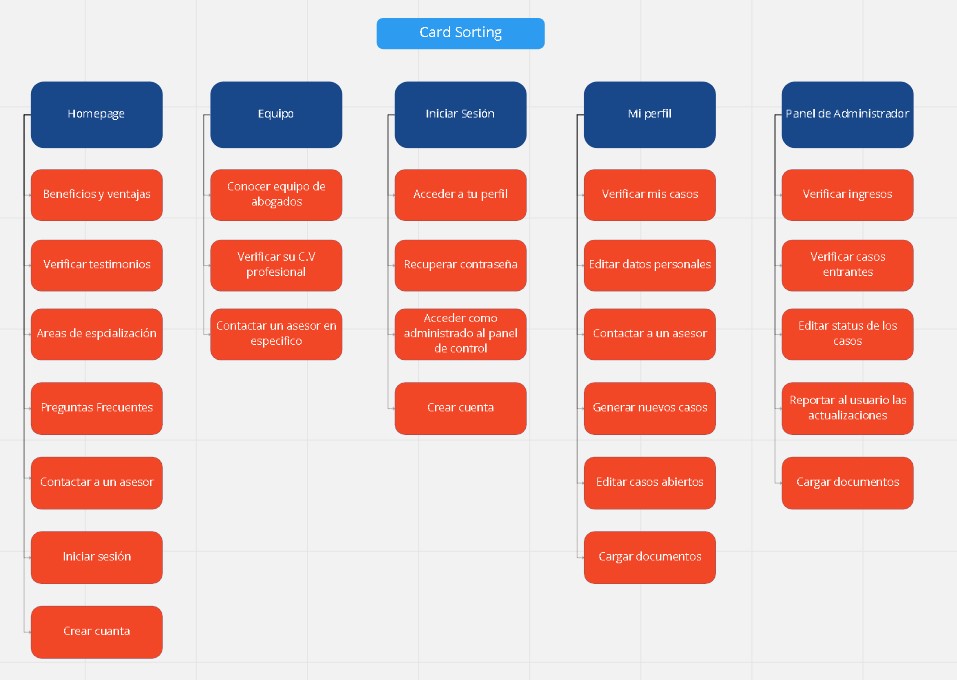 Card Sorting
Homepage
Beneficios y ventajas
Verificar testimonios
Areas de espcialización
Preguntas Frecuentes
Contactar a un asesor
Iniciar sesión
Crear cuanta
Equipo
Conocer equipo de
abogados
Verificar su C.V
profesional
Contactar un asesor en
especifico
Iniciar Sesión
Acceder a tu perfil
Recuperar contraseña
Acceder como
administrado al panel
de control
Crear cuenta
Mi perfil
Verificar mis casos
Editar datos personales
Contactar a un asesor
Generar nuevos casos
Editar casos abiertos
Cargar documentos
Panel de Administrador
Verificar ingresos
Verificar casos
entrantes
Editar status de los
casos
Reportar al usuario las
actualizaciones
Cargar documentos